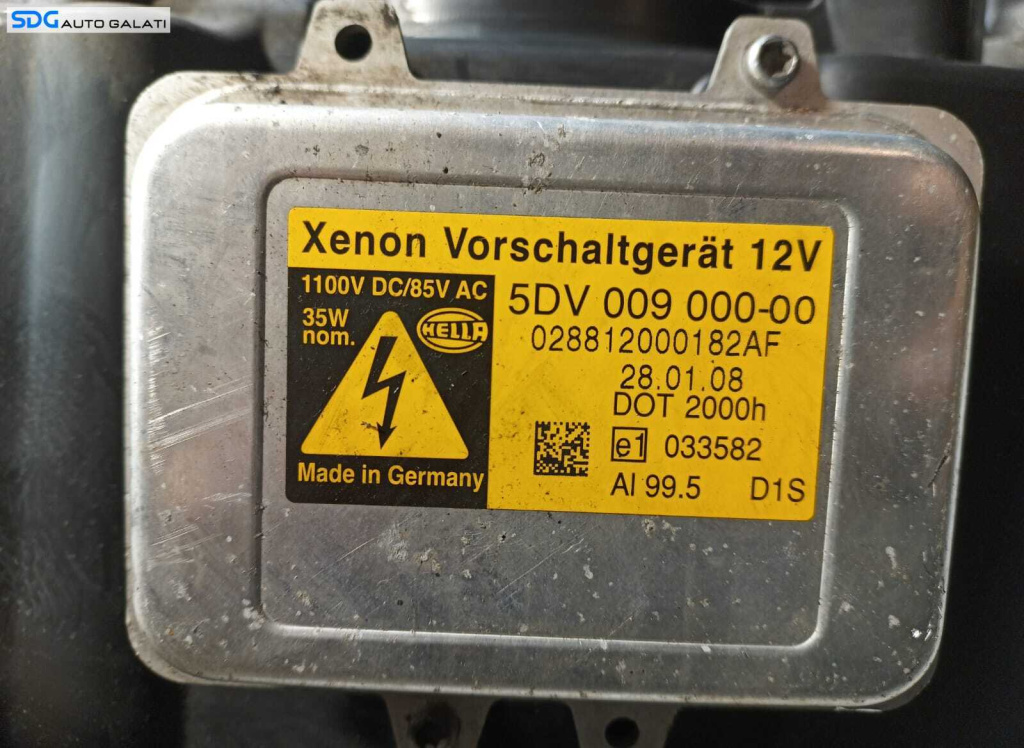 SDG AUTO GALATI
Xenon Vorschaltgerät 12V
1100V DC/85V AC
35W
nom.
HELLA
Made in Germany
5DV 009 000-00
028812000182AF
28.01.08
DOT 2000h
e1 033582
Al 99.5 D1S